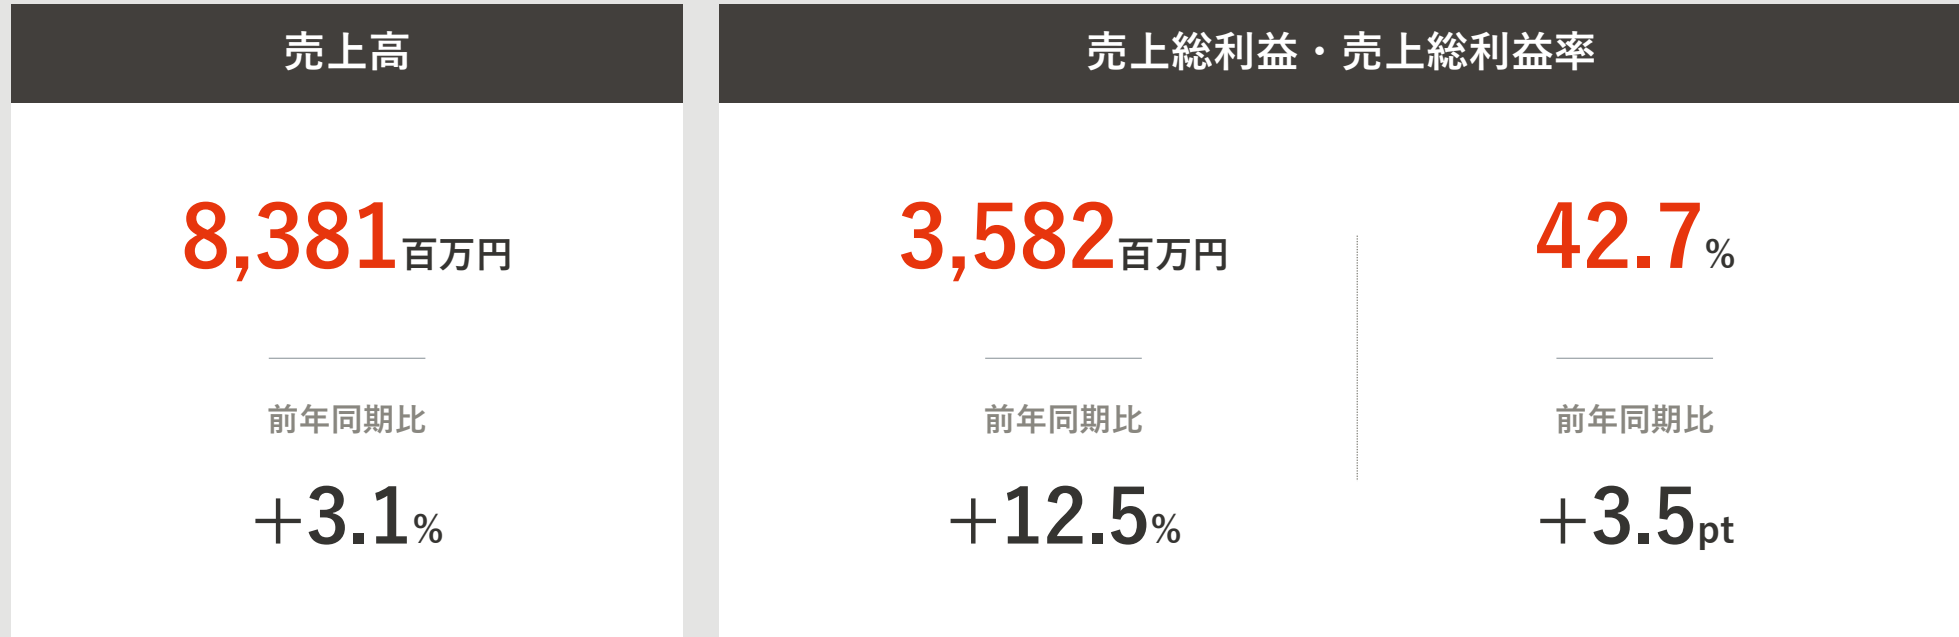 売上高
8,381百万円
前年同期比
+3.1%
売上総利益・売上総利益率
3,582百万円
前年同期比
+12.5%
42.7%
前年同期比
+3.5pt